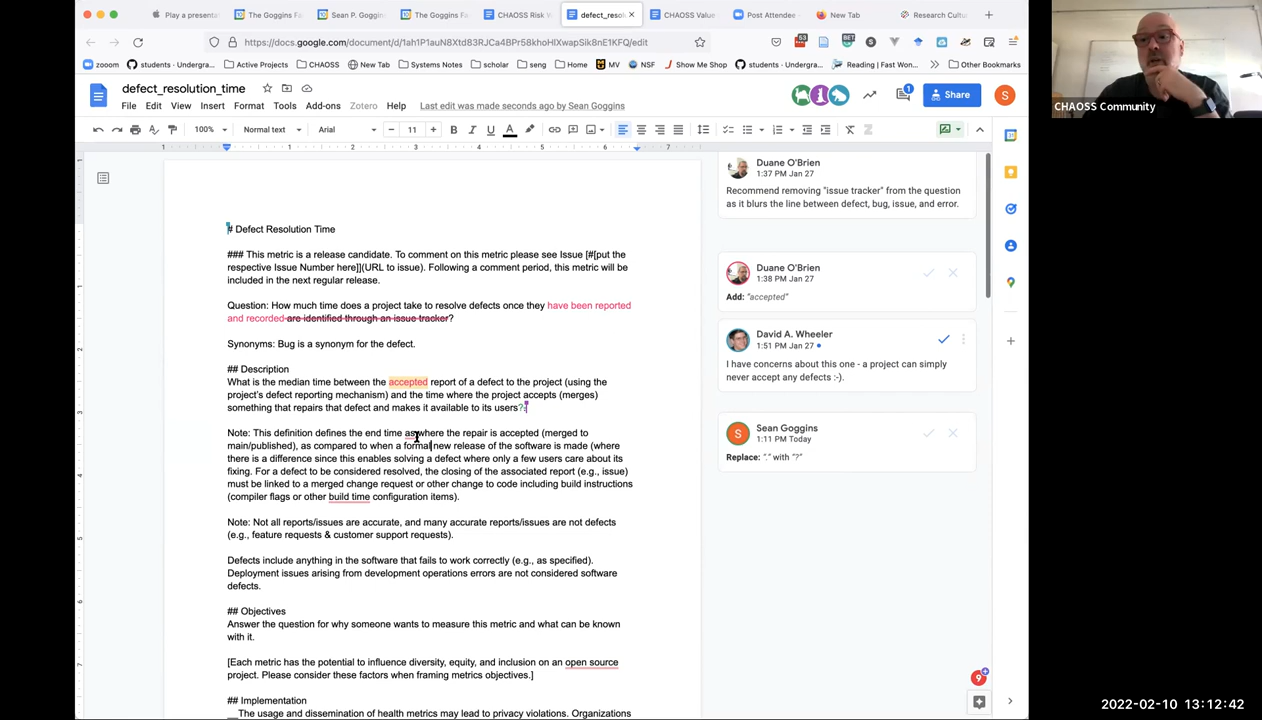 Play a presenta
The Goggins Fa
Sean P. Goggins
The Goggins Fa
CHAOSS Risk W
defect_resol
CHAOSS Value
Post Attendee
New Tab
Research Cultu
https://docs.google.com/document/d/1ah1P1auN8Xtd83RJCa4BPr58khoHIXwapSik8nE1KFQ/edit
zooom
students - Undergra...
Active Projects
CHAOSS
New Tab
Systems Notes
scholar
seng
Home
MV
NSF
Show Me Shop
students - Undergra...
Reading | Fast Won...
Other Bookmarks
defect_resolution_time
File Edit View Insert Format Tools Add-ons Zotero Help
Last edit was made seconds ago by Sean Goggins
1
Share
S
100%
Normal text
Arial
11
B I U A
1 1 2 3 4 5 6 7
# Defect Resolution Time
### This metric is a release candidate. To comment on this metric please see Issue [#[put the
respective Issue Number here]](URL to issue). Following a comment period, this metric will be
included in the next regular release.
Question: How much time does a project take to resolve defects once they have been reported
and recorded are identified through an issue tracker?
Synonyms: Bug is a synonym for the defect.
## Description
What is the median time between the accepted report of a defect to the project (using the
project's defect reporting mechanism) and the time where the project accepts (merges)
something that repairs that defect and makes it available to its users?.
Note: This definition defines the end time as where the repair is accepted (merged to
main/published), as compared to when a formal new release of the software is made (where
there is a difference since this enables solving a defect where only a few users care about its
fixing. For a defect to be considered resolved, the closing of the associated report (e.g., issue)
must be linked to a merged change request or other change to code including build instructions
(compiler flags or other build time configuration items).
Note: Not all reports/issues are accurate, and many accurate reports/issues are not defects
(e.g., feature requests & customer support requests).
Defects include anything in the software that fails to work correctly (e.g., as specified).
Deployment issues arising from development operations errors are not considered software
defects.
## Objectives
Answer the question for why someone wants to measure this metric and what can be known
with it.
[Each metric has the potential to influence diversity, equity, and inclusion on an open source
project. Please consider these factors when framing metrics objectives.]
## Implementation
__The usage and dissemination of health metrics may lead to privacy violations. Organizations
Duane O'Brien
1:37 PM Jan 27
Recommend removing "issue tracker" from the question
as it blurs the line between defect, bug, issue, and error.
Duane O'Brien
1:38 PM Jan 27
Add: "accepted"
David A. Wheeler
1:51 PM Jan 27
I have concerns about this one - a project can simply
never accept any defects :-).
S
Sean Goggins
1:11 PM Today
Replace: "." with "?"
9
CHAOSS Community
2022-02-10 13:12:42